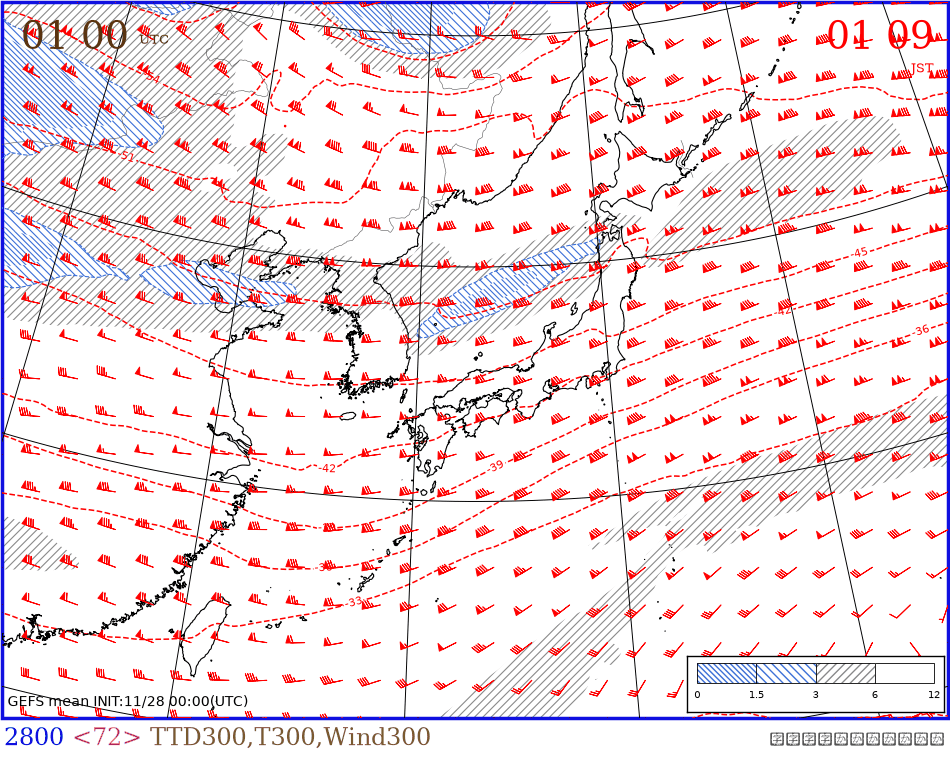 01 00 UTC
01 09
JST
-54
-51
-45
-42
-36
-42
-39
-33
GEFS mean INIT:11/28 00:00(UTC)
0 1.5 3 6 12
2800 <72> TTD300,T300,Wind300